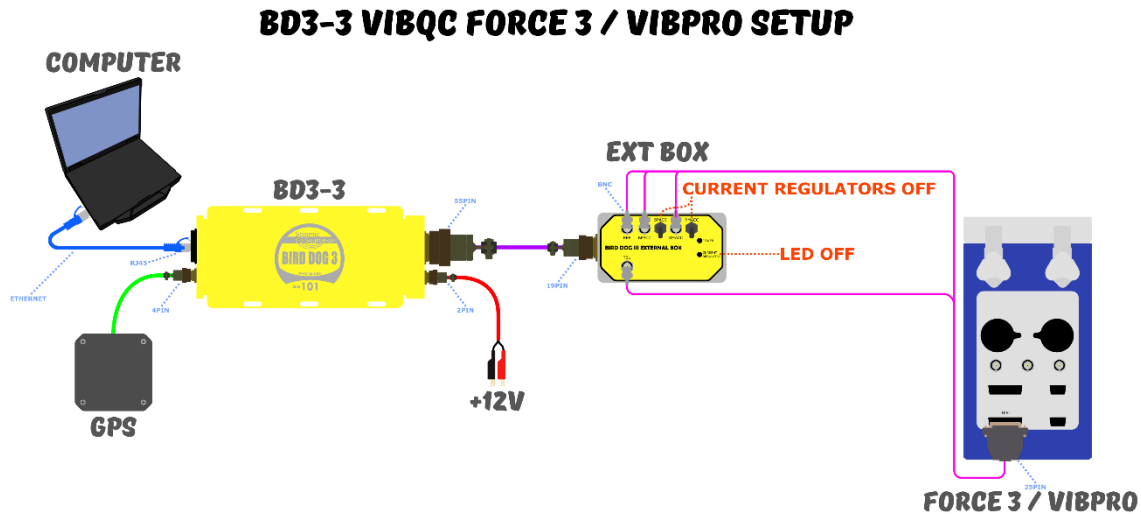 BD3-3 VIBQC FORCE 3 / VIBPRO SETUP
COMPUTER
EXT BOX
BNC
CURRENT REGULATORS OFF
BD3-3
55PIN
BIRD DOG III EXTERNAL BOX
LED OFF
RJ45
BIRD DOG 3
101
ETHERNET
4PIN
2PIN
19PIN
+12V
GPS
25PIN
FORCE 3 / VIBPRO